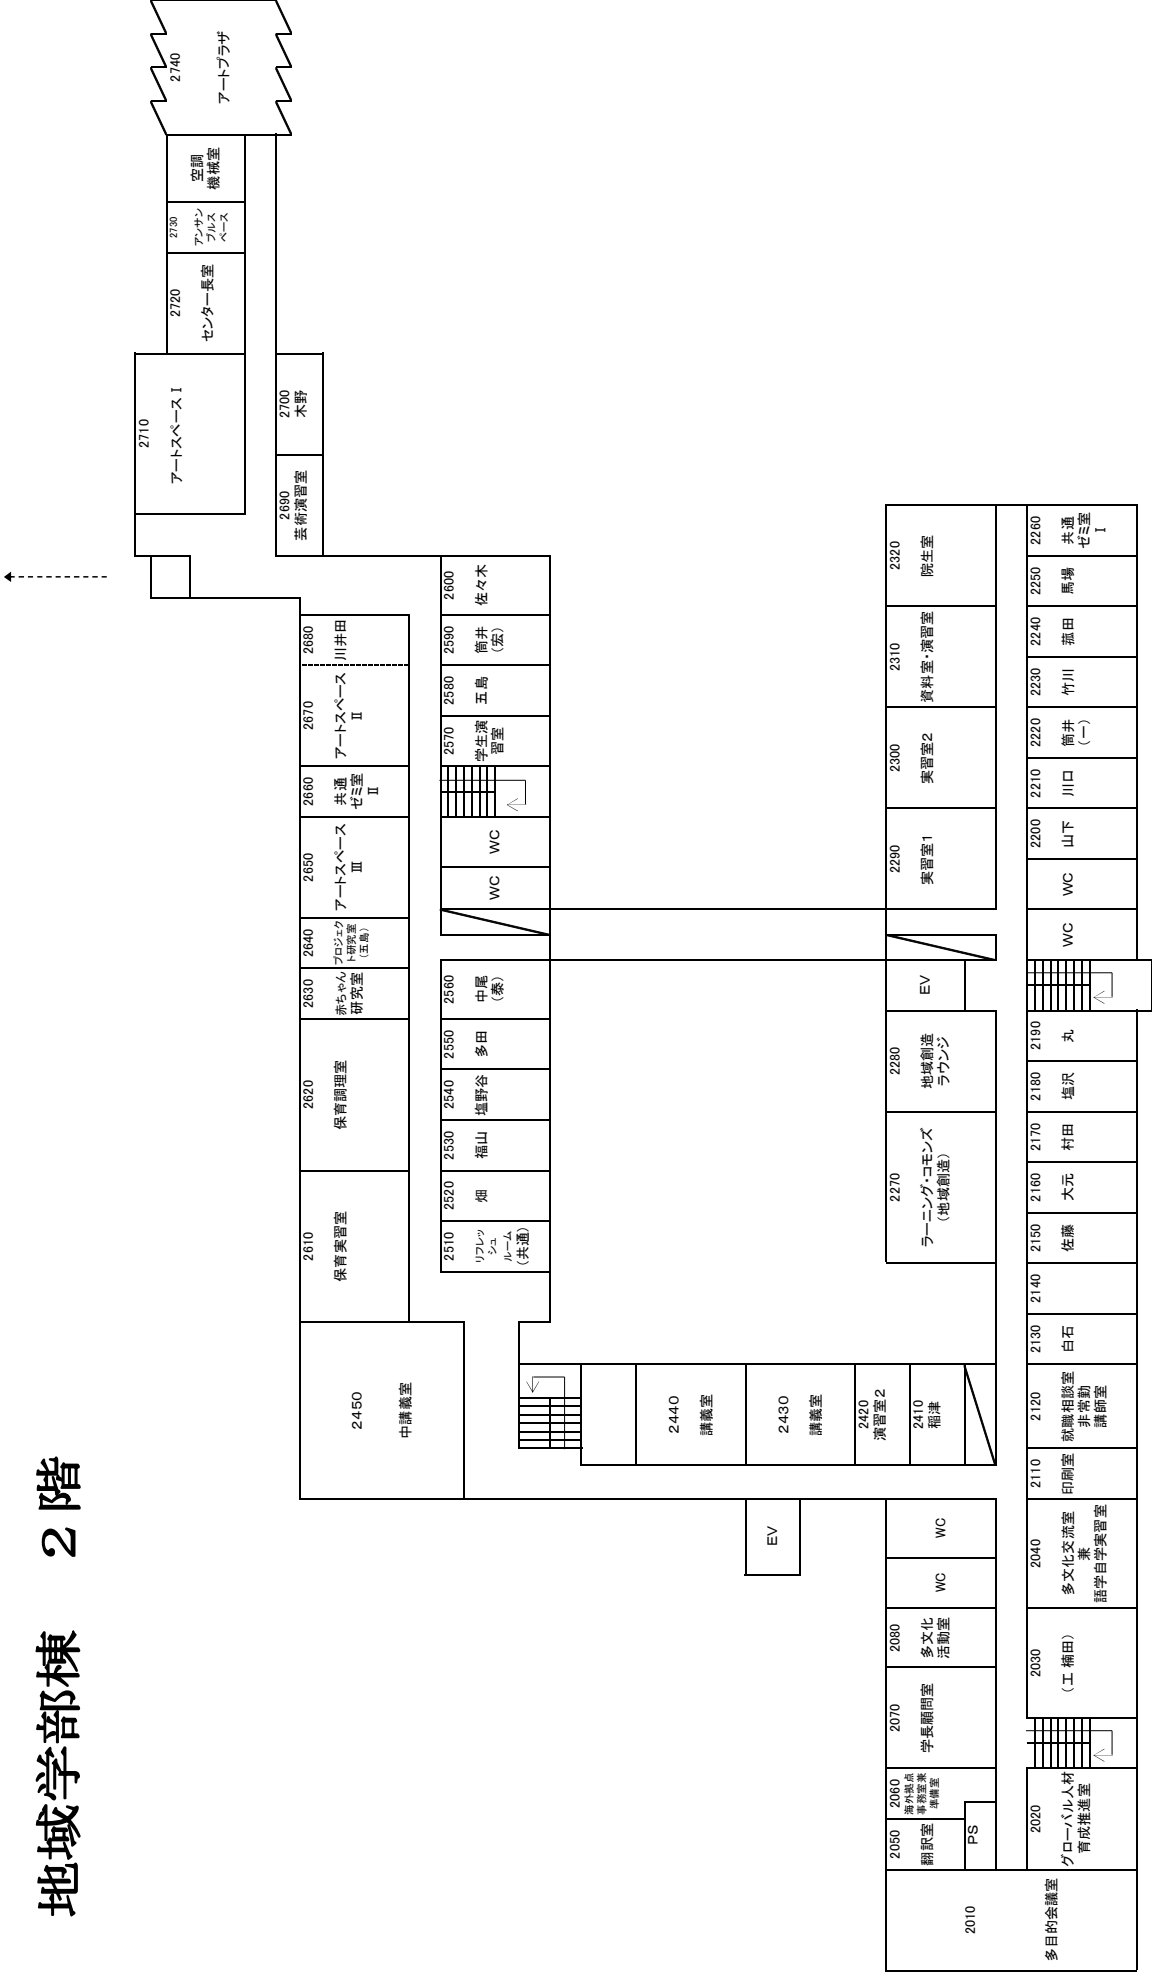 地域学部棟　２階
2740
アートプラザ
空調
機械室
2730
アンサン
ブルス
ペース
2720
センター長室
2710
アートスペースⅠ
2700
木野
2690
芸術演習室
2680
川井田
2670
アートスペース
Ⅱ
2660
共通
ゼミ室
Ⅱ
2650
アートスペース
Ⅲ
2640
プロジェク
ト研究室
（五島）
2630
赤ちゃん
研究室
2620
保育調理室
2610
保育実習室
2600
佐々木
2590
筒井
（宏）
2580
五島
2570
学生演
習室
WC
WC
2560
中尾
（泰）
2550
多田
2540
塩野谷
2530
福山
2520
畑
2510
リフレッ
シュ
ルーム
（共通）
2450
中講義室
2440
講義室
2430
講義室
2420
演習室２
2410
稲津
EV
2320
院生室
2310
資料室・演習室
2300
実習室２
2290
実習室１
EV
2280
地域創造
ラウンジ
2270
ラーニング・コモンズ
（地域創造）
WC
WC
2080
多文化
活動室
2070
学長顧問室
2060
海外拠点
事務室兼
準備室
2050
翻訳室
PS
2010
多目的会議室
2260
共通
ゼミ室
Ⅰ
2250
馬場
2240
菰田
2230
竹川
2220
筒井
（一）
2210
川口
2200
山下
WC
WC
2190
丸
2180
塩沢
2170
村田
2160
大元
2150
佐藤
2140
2130
白石
2120
就職相談室
非常勤
講師室
2110
印刷室
2040
多文化交流室
兼
語学自学実習室
2030
（工 楠田）
2020
グローバル人材
育成推進室